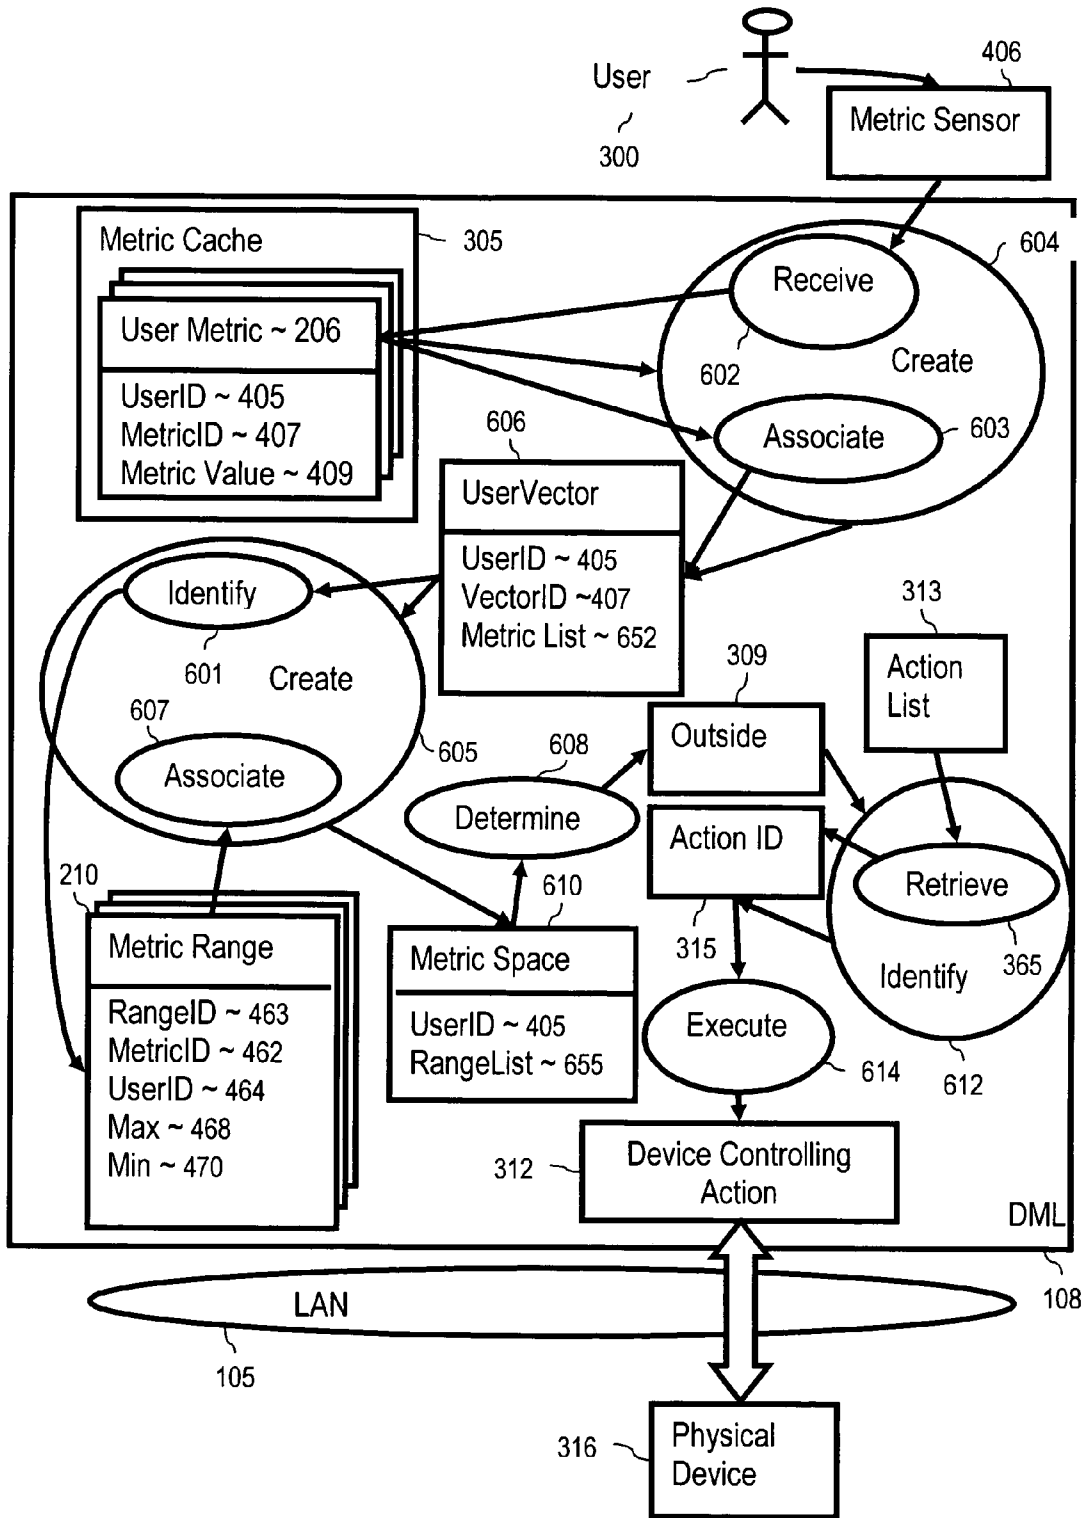 User
300
406
Metric Sensor
Metric Cache
305
User Metric ~ 206
UserID ~ 405
MetricID ~ 407
Metric Value ~ 409
604
Receive
602
Create
Associate
603
606
UserVector
UserID ~ 405
VectorID ~407
Metric List ~ 652
Identify
601
Create
607
Associate
605
313
Action
List
309
Outside
608
Determine
Action ID
315
Retrieve
365
Identify
612
210
Metric Range
RangeID ~ 463
MetricID ~ 462
UserID ~ 464
Max ~ 468
Min ~ 470
610
Metric Space
UserID ~ 405
RangeList ~ 655
Execute
614
312
Device Controlling
Action
DML
108
LAN
105
316
Physical
Device